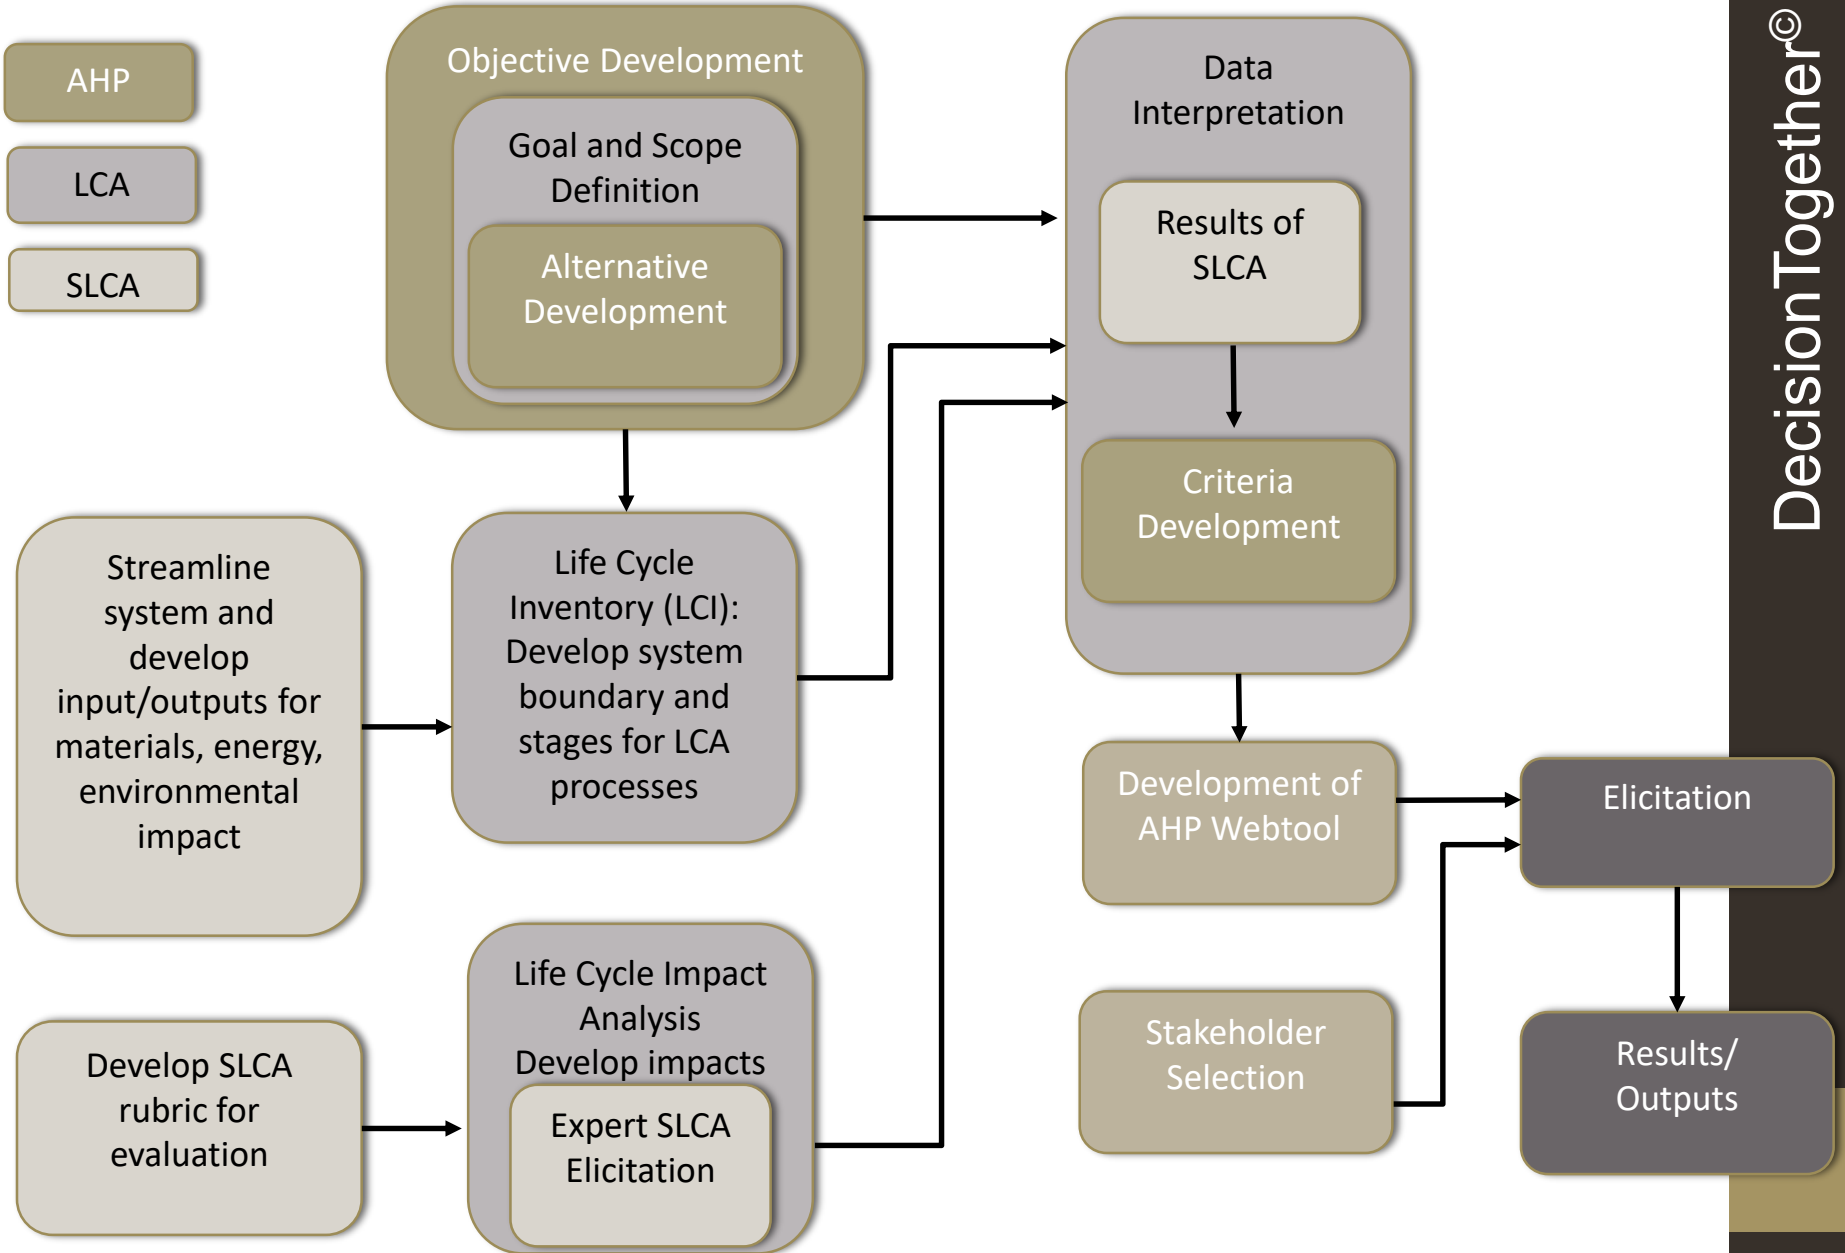 AHP
LCA
SLCA
Objective Development
Goal and Scope
Definition
Alternative
Development
Data
Interpretation
Results of
SLCA
Criteria
Development
Streamline
system and
develop
input/outputs for
materials, energy,
environmental
impact
Life Cycle
Inventory (LCI):
Develop system
boundary and
stages for LCA
processes
Development of
AHP Webtool
Elicitation
Develop SLCA
rubric for
evaluation
Life Cycle Impact
Analysis
Develop impacts
Expert SLCA
Elicitation
Stakeholder
Selection
Results/
Outputs
DecisionTogether©